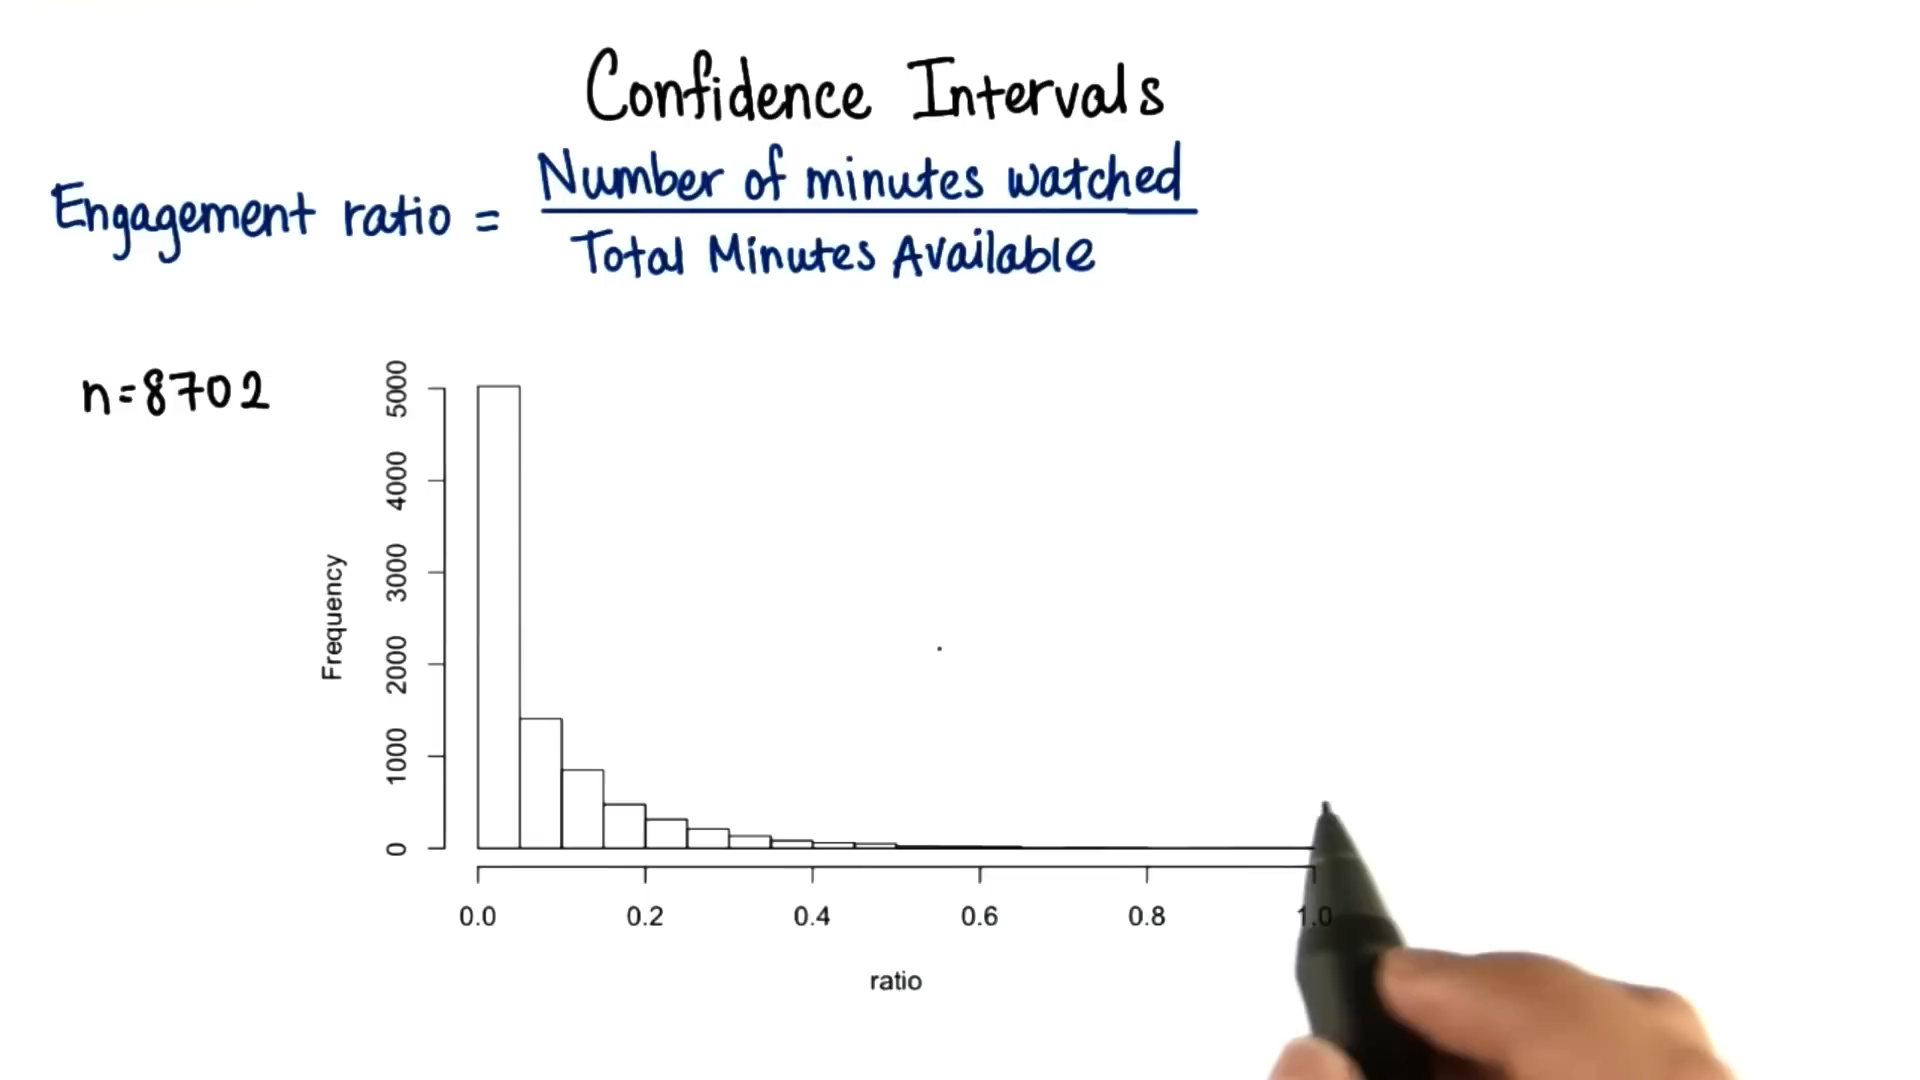 Confidence Intervals
Engagement ratio = Number of minutes watched
Total Minutes Available
n=8702
5000
4000
3000
2000
1000
0
Frequency
0.0 0.2 0.4 0.6 0.8 1.0
ratio